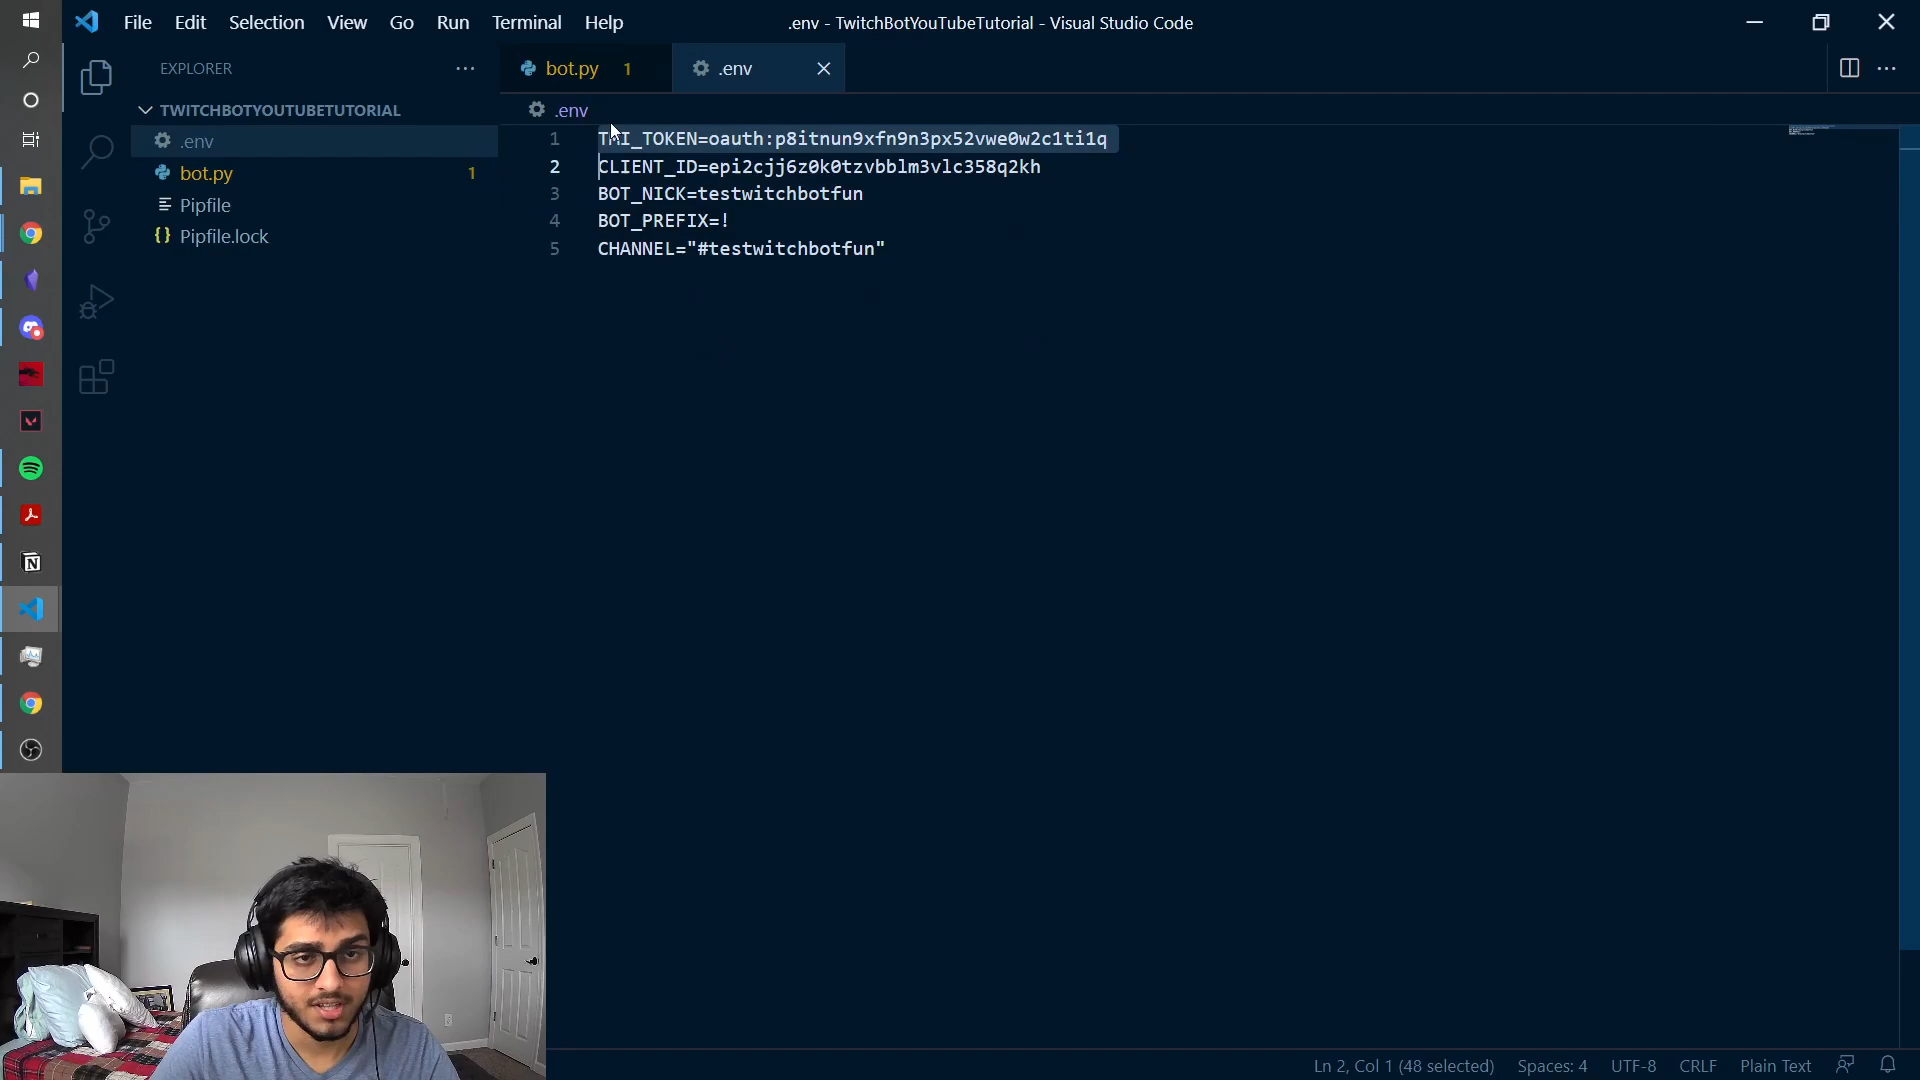 File Edit Selection View Go Run Terminal Help
.env - TwitchBotYouTubeTutorial - Visual Studio Code
EXPLORER
TWITCHBOTYOUTUBETUTORIAL
.env
bot.py 1
Pipfile
Pipfile.lock
bot.py 1
.env
.env
1 TMI_TOKEN=oauth:p8itnun9xfn9n3px52vwe0w2c1ti1q
2 CLIENT_ID=epi2cjj6z0k0tzvbblm3vlc358q2kh
3 BOT_NICK=testwitchbotfun
4 BOT_PREFIX=!
5 CHANNEL="#testwitchbotfun"
Ln 2, Col 1 (48 selected) Spaces: 4 UTF-8 CRLF Plain Text